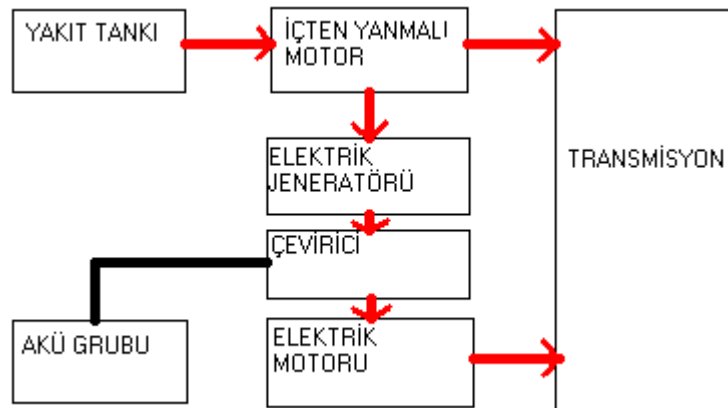 YAKIT TANKI
İÇTEN YANMALI
MOTOR
ELEKTRİK
JENERATÖRÜ
TRANSMİSYON
ÇEVİRİCİ
AKÜ GRUBU
ELEKTRİK
MOTORU